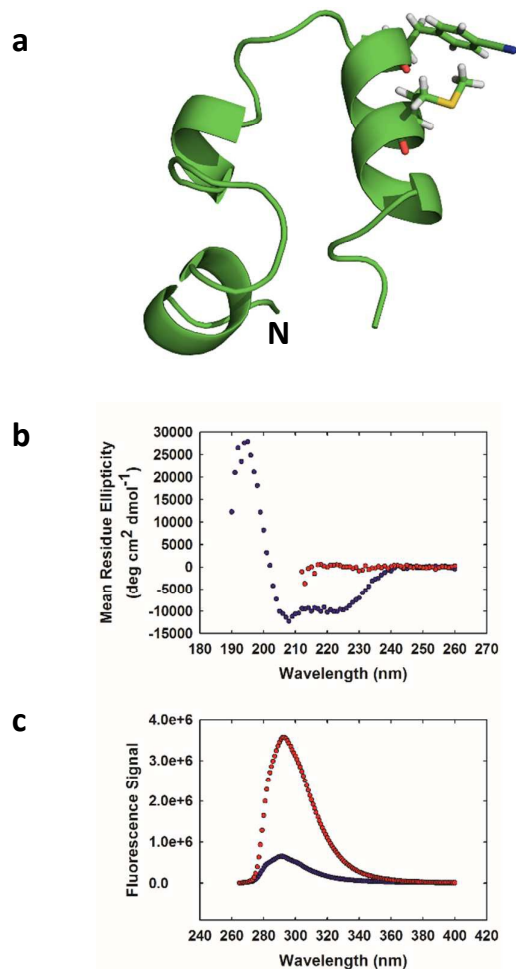 a
N
b
Mean Residue Ellipticity
(deg cm² dmol⁻¹)
30000
25000
20000
15000
10000
5000
0
-5000
-10000
-15000
180 190 200 210 220 230 240 250 260 270
Wavelength (nm)
c
Fluorescence Signal
4.0e+6
3.0e+6
2.0e+6
1.0e+6
0.0
240 260 280 300 320 340 360 380 400 420
Wavelength (nm)